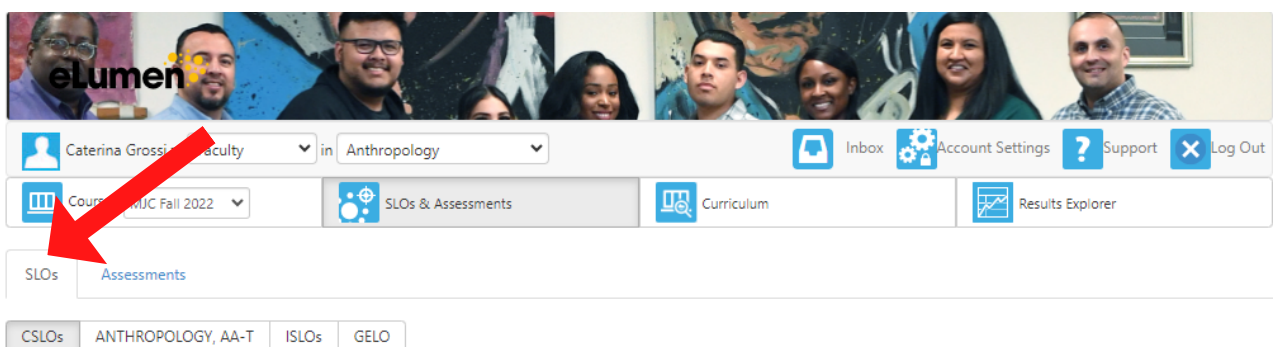 eLumen
Caterina Grossi Faculty in Anthropology Inbox Account Settings ? Support Log Out
MJC Fall 2022 SLOs & Assessments Curriculum Results Explorer
SLOs Assessments
CSLOs ANTHROPOLOGY, AA-T ISLOs GELO